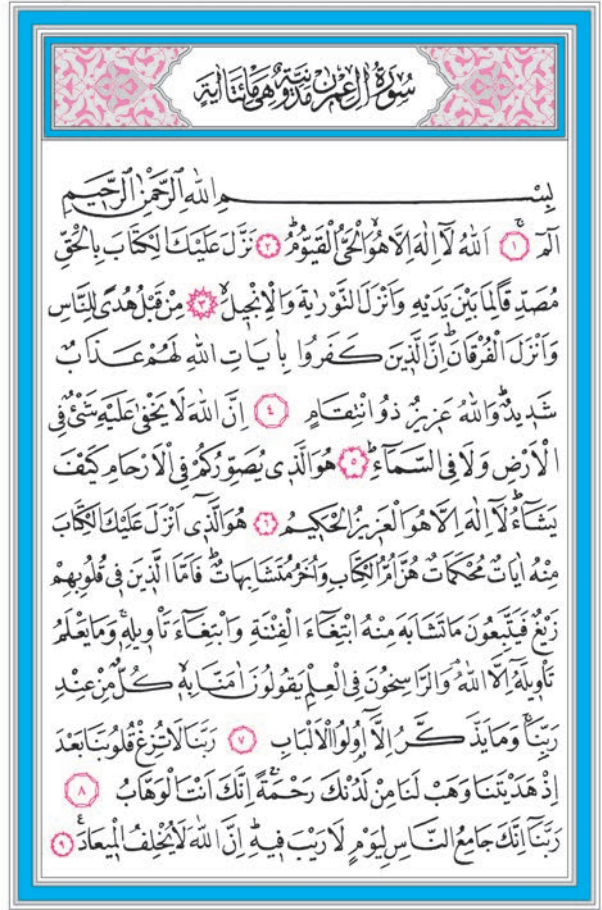 سُورَةُ اٰلِ عِمْرٰنَ مَدَنِيَّةٌ وَهِيَ مِائَتَا اٰيَةٍ
بِسْمِ اللّٰهِ الرَّحْمٰنِ الرَّحِيمِ
الٓمٓ ۚ ﴿١﴾ اَللّٰهُ لَٓا اِلٰهَ اِلَّا هُوَۙ الْحَيُّ الْقَيُّومُۜ ﴿٢﴾ نَزَّلَ عَلَيْكَ الْكِتَابَ بِالْحَقِّ
مُصَدِّقًا لِمَا بَيْنَ يَدَيْهِ وَاَنْزَلَ التَّوْرٰيةَ وَالْاِنْجِيلَۙ ﴿٣﴾ مِنْ قَبْلُ هُدًى لِلنَّاسِ
وَاَنْزَلَ الْفُرْقَانَۜ اِنَّ الَّذِينَ كَفَرُوا بِاٰيَاتِ اللّٰهِ لَهُمْ عَذَابٌ
شَدِيدٌۜ وَاللّٰهُ عَزِيزٌ ذُو انْتِقَامٍ ﴿٤﴾ اِنَّ اللّٰهَ لَا يَخْفٰى عَلَيْهِ شَيْءٌ فِي
الْاَرْضِ وَلَا فِي السَّمَٓاءِۜ ﴿٥﴾ هُوَ الَّذِي يُصَوِّرُكُمْ فِي الْاَرْحَامِ كَيْفَ
يَشَٓاءُۜ لَٓا اِلٰهَ اِلَّا هُوَ الْعَزِيزُ الْحَكِيمُ ﴿٦﴾ هُوَ الَّذِٓي اَنْزَلَ عَلَيْكَ الْكِتَابَ
مِنْهُ اٰيَاتٌ مُحْكَمَاتٌ هُنَّ اُمُّ الْكِتَابِ وَاُخَرُ مُتَشَابِهَاتٌۜ فَاَمَّا الَّذِينَ فِي قُلُوبِهِمْ
زَيْغٌ فَيَتَّبِعُونَ مَا تَشَابَهَ مِنْهُ ابْتِغَٓاءَ الْفِتْنَةِ وَابْتِغَٓاءَ تَأْوِيلِهِۚ وَمَا يَعْلَمُ
تَأْوِيلَهُٓ اِلَّا اللّٰهُۢ وَالرَّاسِخُونَ فِي الْعِلْمِ يَقُولُونَ اٰمَنَّا بِهِۙ كُلٌّ مِنْ عِنْدِ
رَبِّنَاۚ وَمَا يَذَّكَّرُ اِلَّٓا اُو۬لُوا الْاَلْبَابِ ﴿٧﴾ رَبَّنَا لَا تُزِغْ قُلُوبَنَا بَعْدَ
اِذْ هَدَيْتَنَا وَهَبْ لَنَا مِنْ لَدُنْكَ رَحْمَةًۚ اِنَّكَ اَنْتَ الْوَهَّابُ ﴿٨﴾
رَبَّنَٓا اِنَّكَ جَامِعُ النَّاسِ لِيَوْمٍ لَا رَيْبَ فِيهِۜ اِنَّ اللّٰهَ لَا يُخْلِفُ الْمِيعَادَ۟ ﴿٩﴾